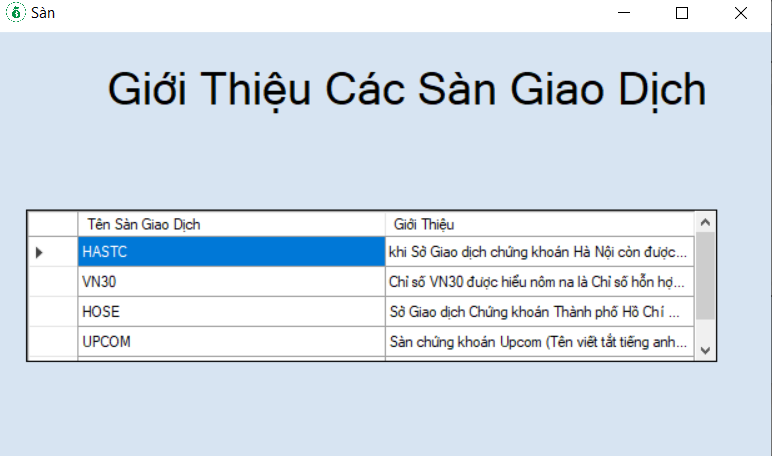 Sàn
Giới Thiệu Các Sàn Giao Dịch
Tên Sàn Giao Dịch Giới Thiệu
HASTC khi Sở Giao dịch chứng khoán Hà Nội còn được...
VN30 Chỉ số VN30 được hiểu nôm na là Chỉ số hỗn hợ...
HOSE Sở Giao dịch Chứng khoán Thành phố Hồ Chí ...
UPCOM Sàn chứng khoán Upcom (Tên viết tắt tiếng anh...